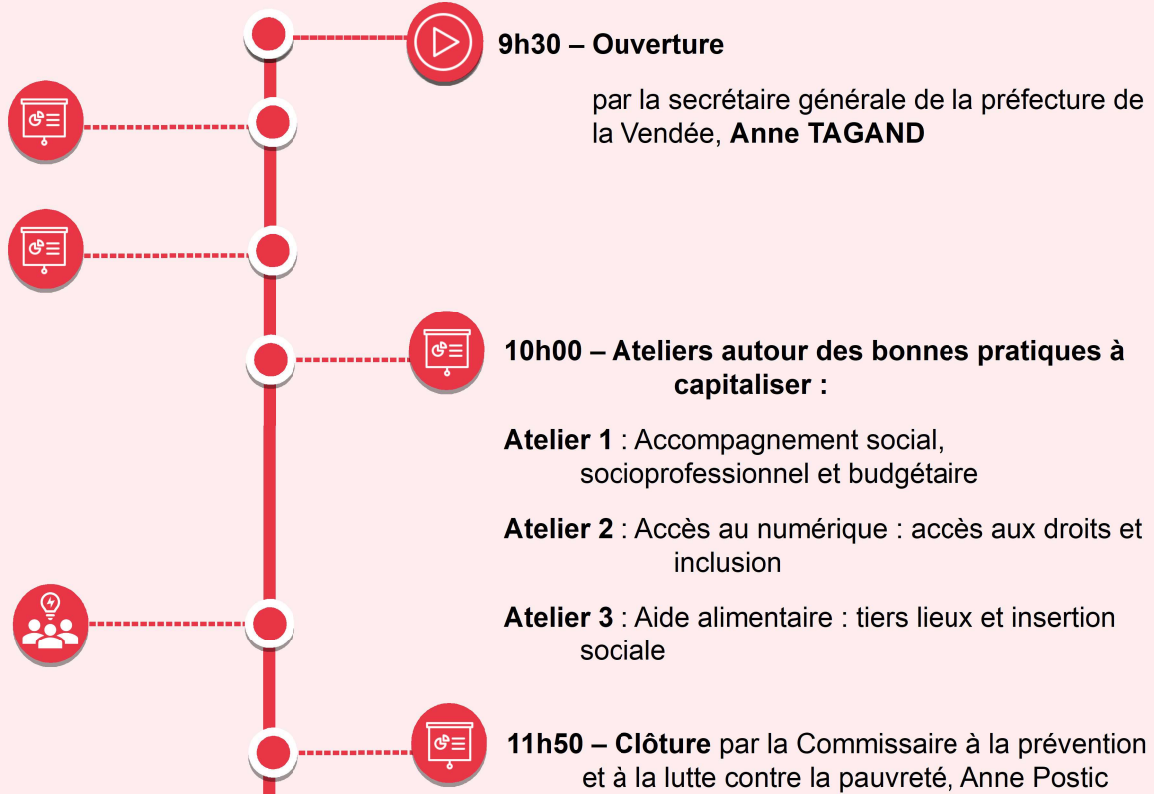 9h30 – Ouverture
par la secrétaire générale de la préfecture de
la Vendée, Anne TAGAND
10h00 – Ateliers autour des bonnes pratiques à
capitaliser :
Atelier 1 : Accompagnement social,
socioprofessionnel et budgétaire
Atelier 2 : Accès au numérique : accès aux droits et
inclusion
Atelier 3 : Aide alimentaire : tiers lieux et insertion
sociale
11h50 – Clôture par la Commissaire à la prévention
et à la lutte contre la pauvreté, Anne Postic